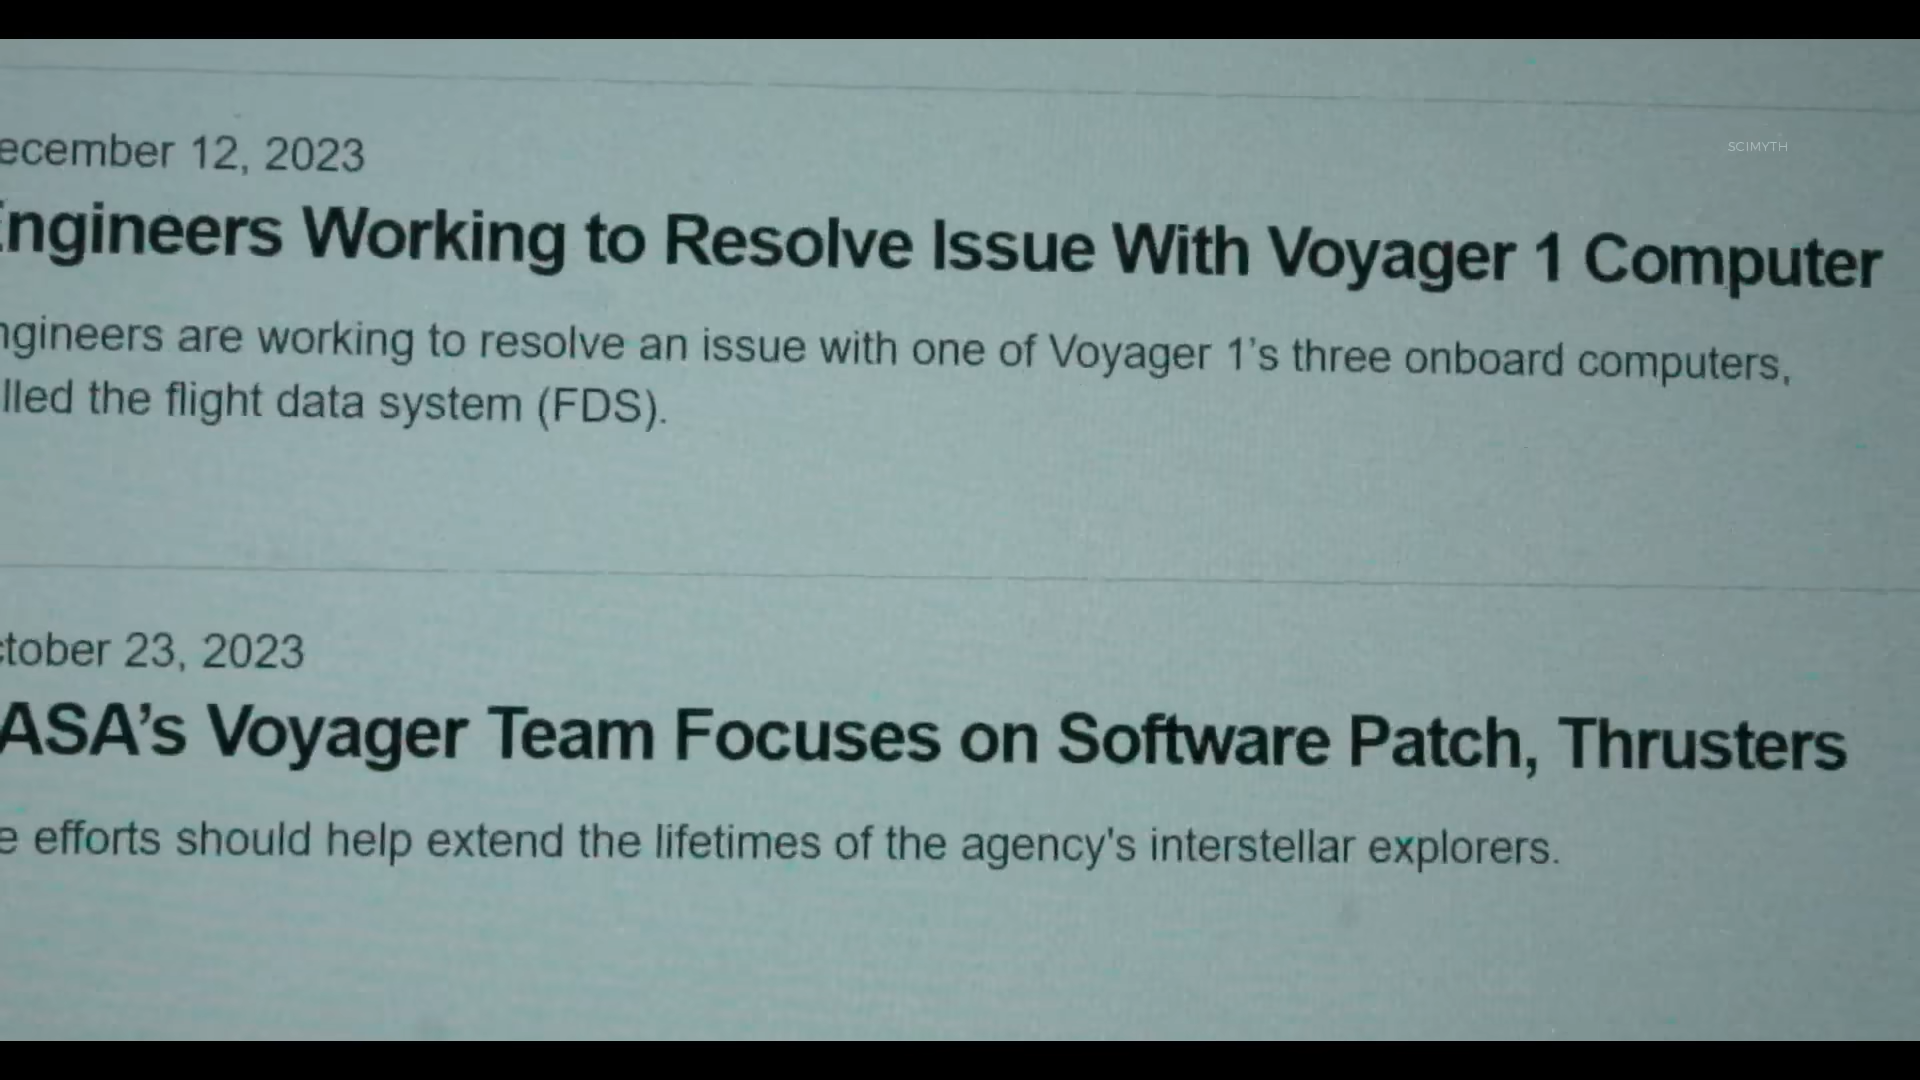 ecember 12, 2023
SCIMYTH
Engineers Working to Resolve Issue With Voyager 1 Computer
ngineers are working to resolve an issue with one of Voyager 1’s three onboard computers,
lled the flight data system (FDS).
ctober 23, 2023
ASA’s Voyager Team Focuses on Software Patch, Thrusters
e efforts should help extend the lifetimes of the agency's interstellar explorers.